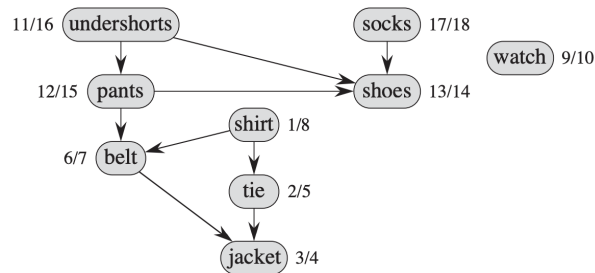 11/16 undershorts socks 17/18
watch 9/10
12/15 pants shoes 13/14
shirt 1/8
6/7 belt
tie 2/5
jacket 3/4